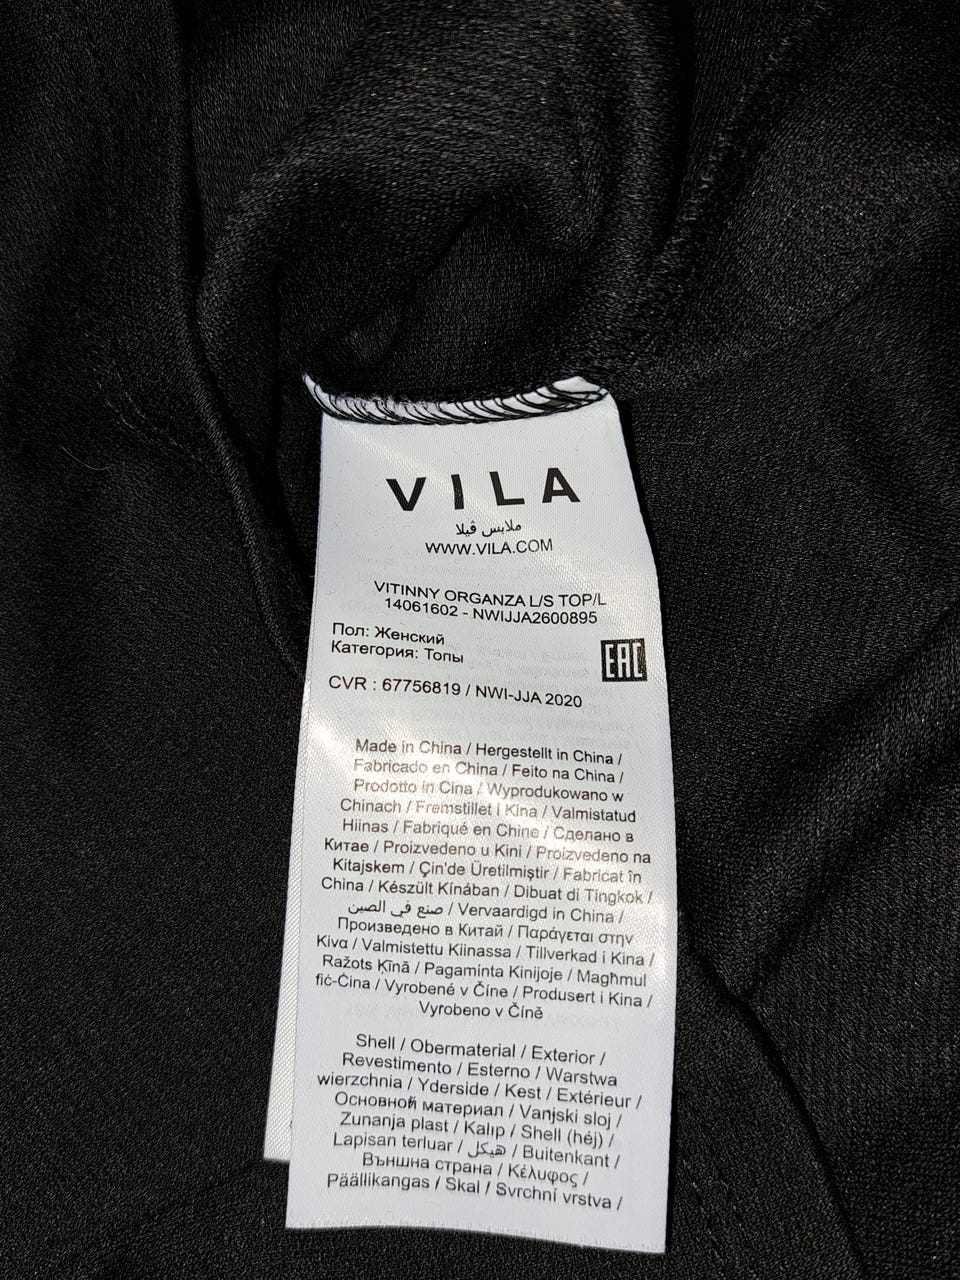 VILA
ملابس ڤيلا
WWW.VILA.COM
VITINNY ORGANZA L/S TOP/L
14061602 - NWIJJA2600895
Пол: Женский
Категория: Топы
EAC
CVR : 67756819 / NWI-JJA 2020
Made in China / Hergestellt in China /
Fabricado en China / Feito na China /
Prodotto in Cina / Wyprodukowano w
Chinach / Fremstillet i Kina / Valmistatud
Hiinas / Fabriqué en Chine / Сделано в
Китае / Proizvedeno u Kini / Proizvedeno na
Kitajskem / Çin'de Üretilmiştir / Fabricat în
China / Készült Kínában / Dibuat di Tingkok /
صنع في الصين / Vervaardigd in China /
Произведено в Китай / Παράγεται στην
Κίνα / Valmistettu Kiinassa / Tillverkad i Kina /
Ražots Ķīnā / Pagaminta Kinijoje / Magħmul
fiċ-Ċina / Vyrobené v Číne / Produsert i Kina /
Vyrobeno v Číně
Shell / Obermaterial / Exterior /
Revestimento / Esterno / Warstwa
wierzchnia / Yderside / Kest / Extérieur /
Основной материал / Vanjski sloj /
Zunanja plast / Kalıp / Shell (héj) /
Lapisan terluar / هيكل / Buitenkant /
Външна страна / Κέλυφος /
Päällikangas / Skal / Svrchní vrstva /